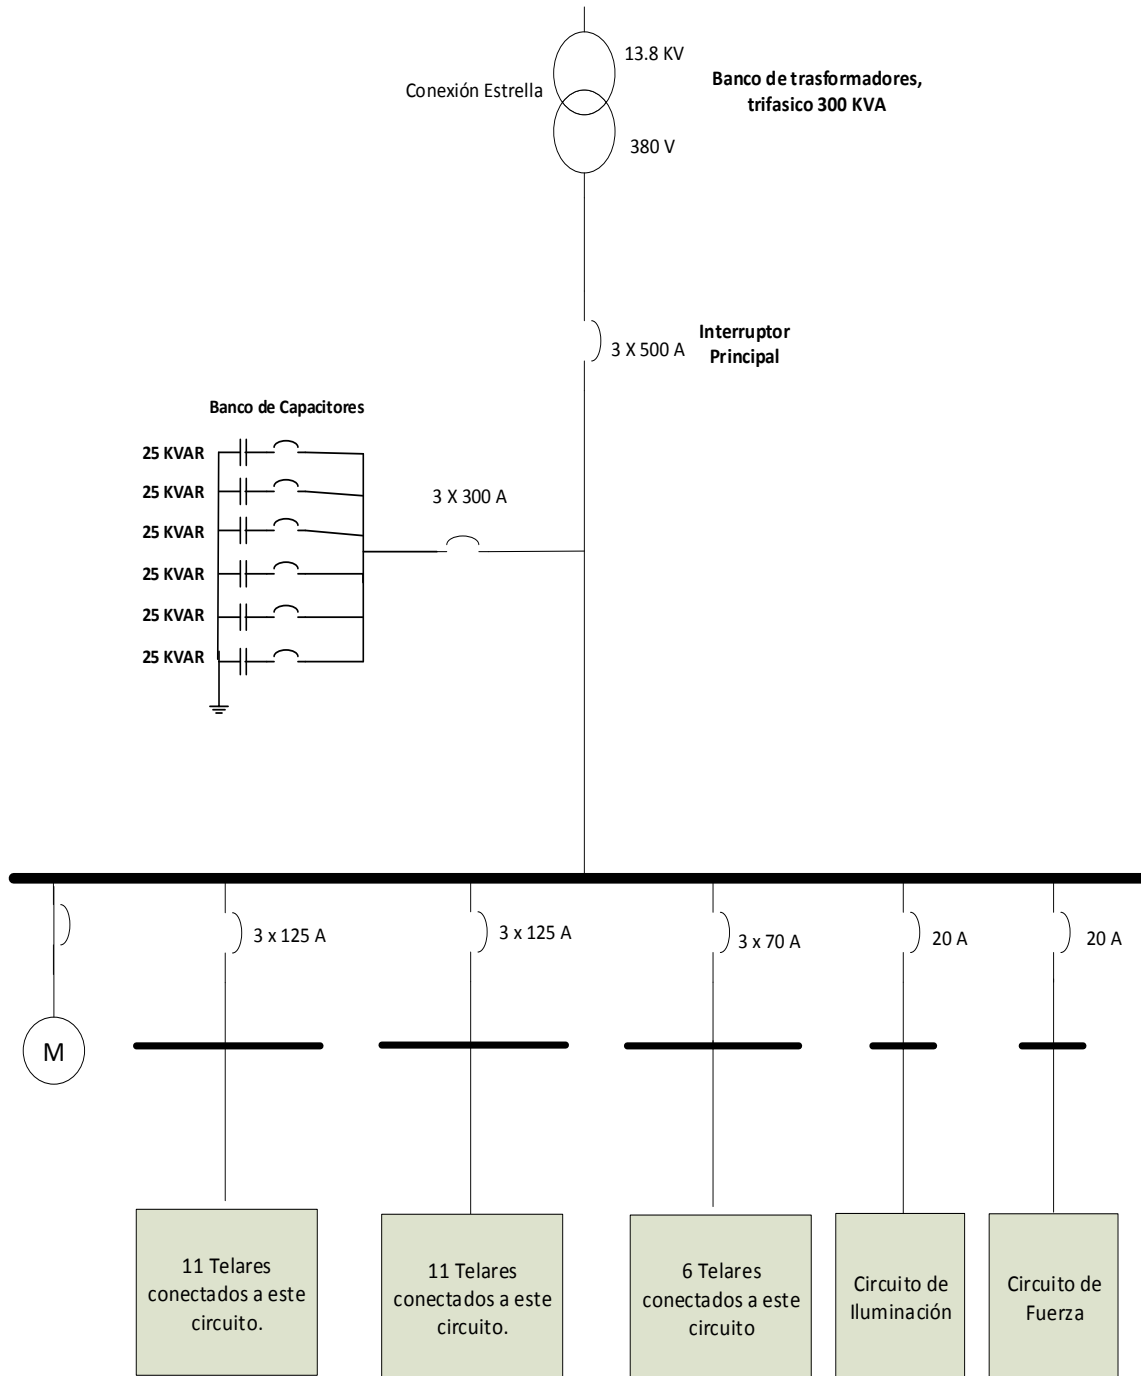 13.8 KV
Conexión Estrella
Banco de trasformadores,
trifasico 300 KVA
380 V
Interruptor
Principal
3 X 500 A
Banco de Capacitores
25 KVAR
25 KVAR
25 KVAR
25 KVAR
25 KVAR
25 KVAR
3 X 300 A
3 x 125 A
3 x 125 A
3 x 70 A
20 A
20 A
M
11 Telares
conectados a este
circuito.
11 Telares
conectados a este
circuito.
6 Telares
conectados a este
circuito
Circuito de
Iluminación
Circuito de
Fuerza